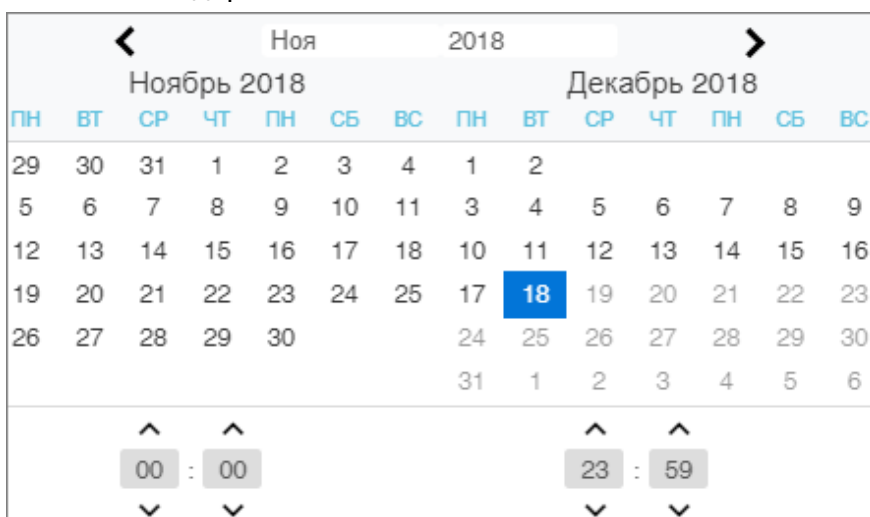 Ноя 2018
Ноябрь 2018 Декабрь 2018
ПН ВТ СР ЧТ ПН СБ ВС ПН ВТ СР ЧТ ПН СБ ВС
29 30 31 1 2 3 4 1 2
5 6 7 8 9 10 11 3 4 5 6 7 8 9
12 13 14 15 16 17 18 10 11 12 13 14 15 16
19 20 21 22 23 24 25 17 18 19 20 21 22 23
26 27 28 29 30 24 25 26 27 28 29 30
31 1 2 3 4 5 6
00 : 00 23 : 59